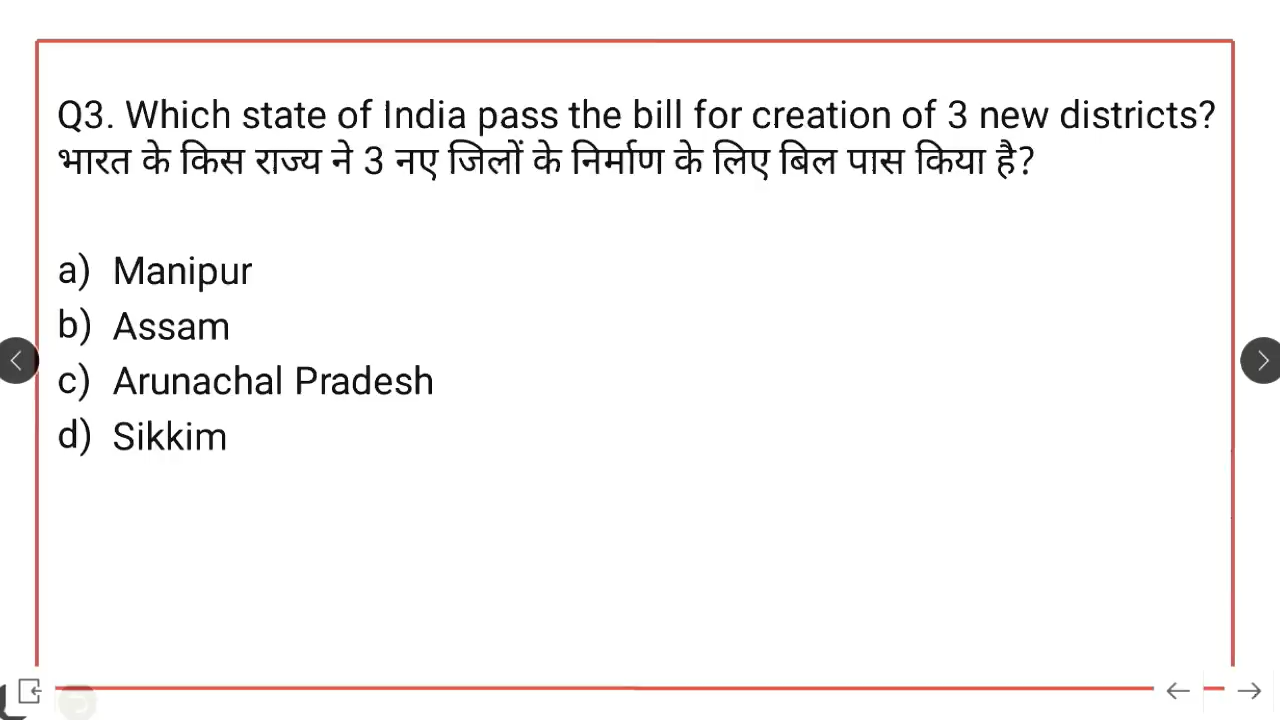 Q3. Which state of India pass the bill for creation of 3 new districts?
भारत के किस राज्य ने 3 नए जिलों के निर्माण के लिए बिल पास किया है?
a) Manipur
b) Assam
c) Arunachal Pradesh
d) Sikkim